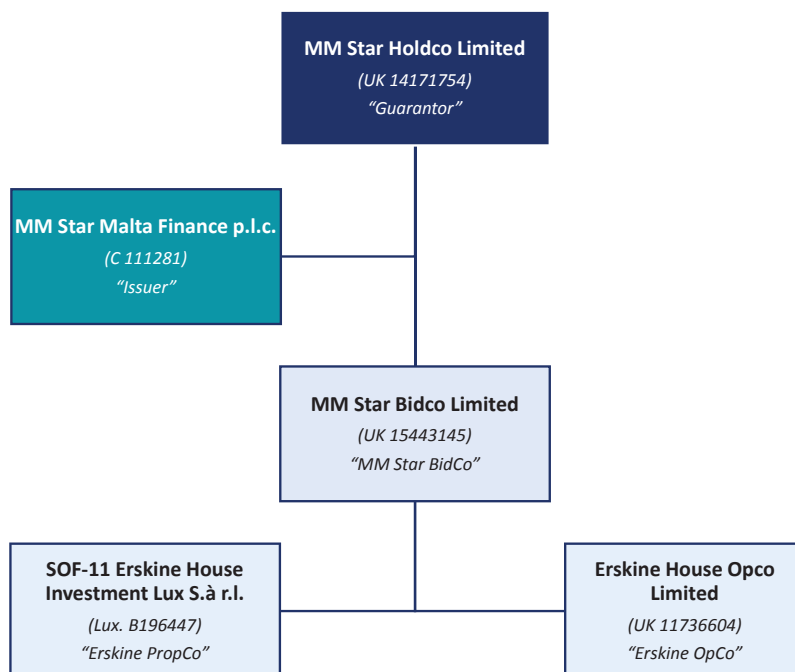 MM Star Holdco Limited
(UK 14171754)
“Guarantor”
MM Star Malta Finance p.l.c.
(C 111281)
“Issuer”
MM Star Bidco Limited
(UK 15443145)
“MM Star BidCo”
SOF-11 Erskine House
Investment Lux S.à r.l.
(Lux. B196447)
“Erskine PropCo”
Erskine House Opco
Limited
(UK 11736604)
“Erskine OpCo”